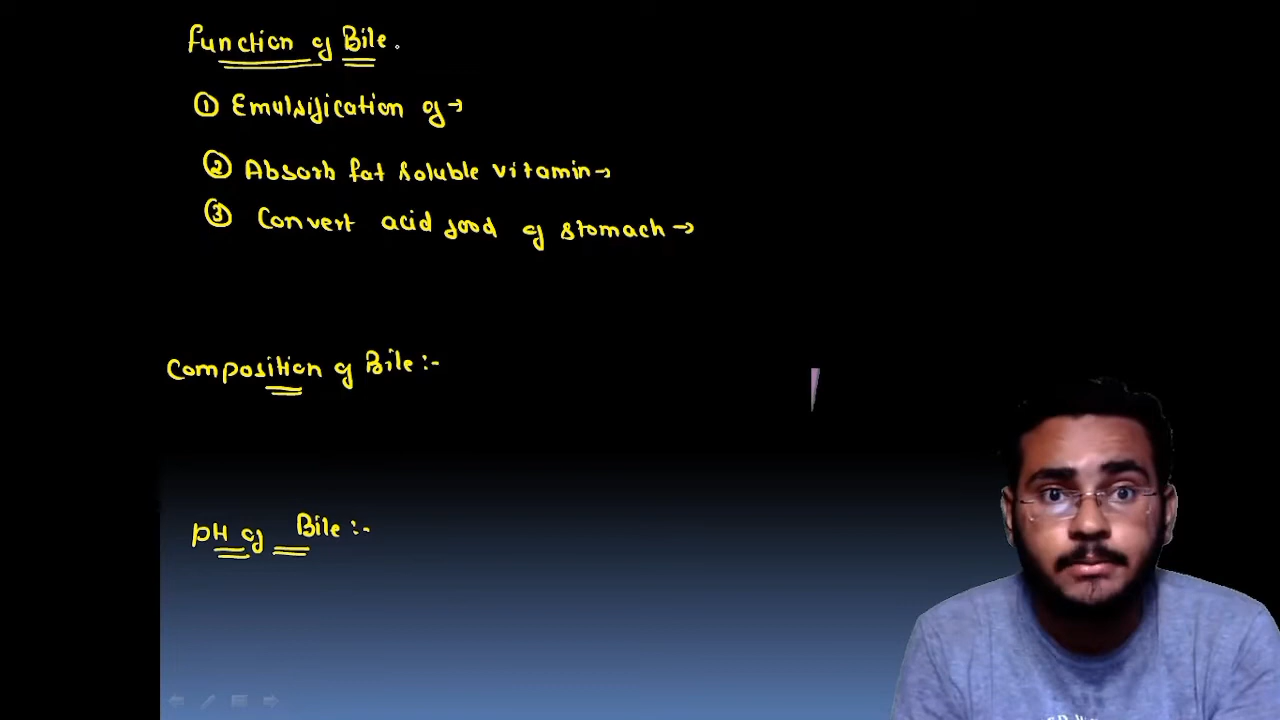 Function of Bile.
① Emulsification of →
② Absorb fat soluble vitamin →
③ Convert acid food of stomach →
Composition of Bile :-
pH of Bile :-